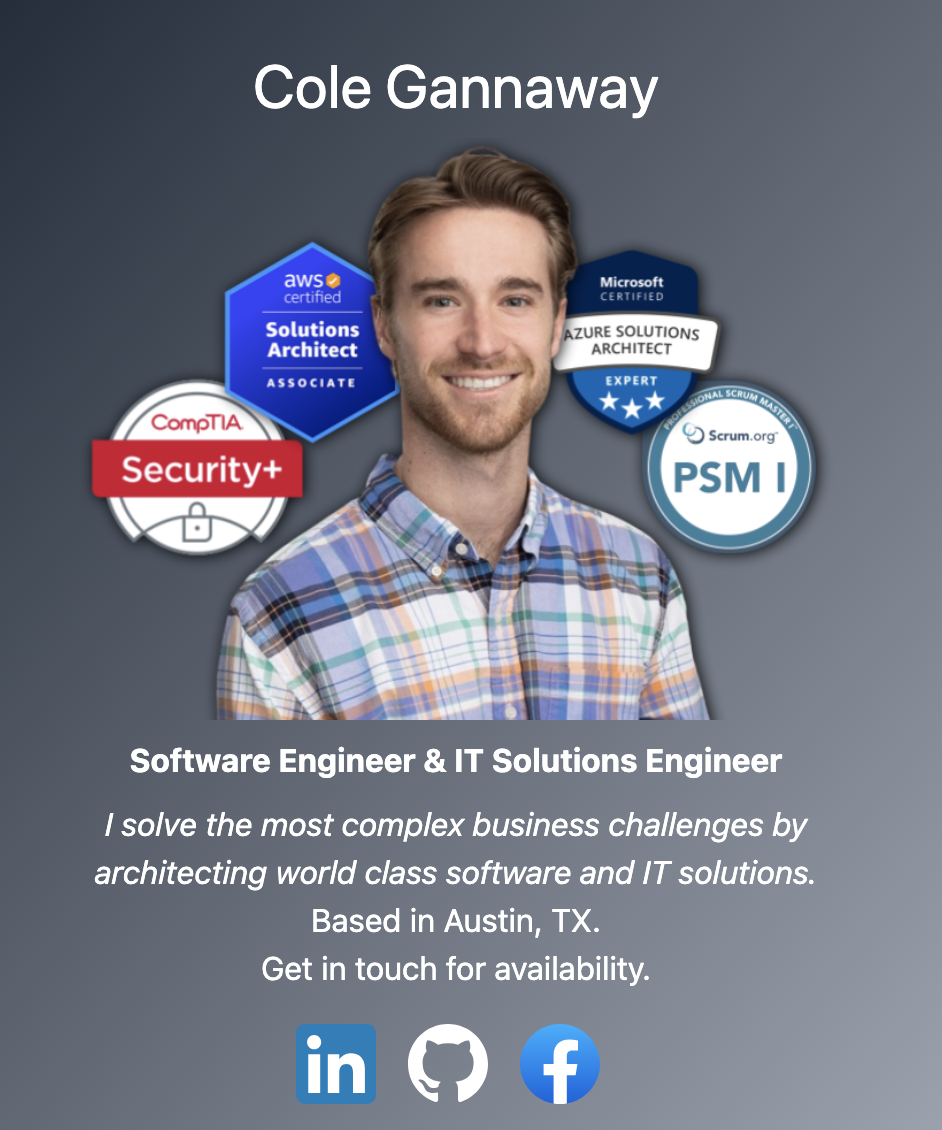 Cole Gannaway
aws
certified
Solutions
Architect
ASSOCIATE
Microsoft
CERTIFIED
AZURE SOLUTIONS
ARCHITECT
EXPERT
CompTIA.
Security+
PROFESSIONAL SCRUM MASTER I™
Scrum.org
PSM I
Software Engineer & IT Solutions Engineer
I solve the most complex business challenges by
architecting world class software and IT solutions.
Based in Austin, TX.
Get in touch for availability.
in
f